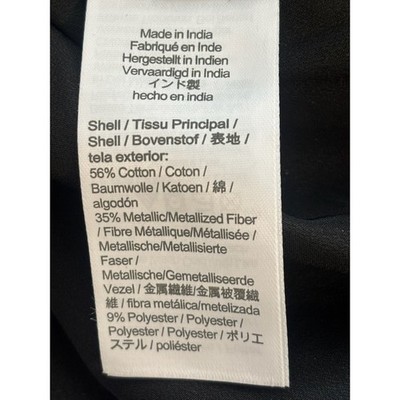 Made in India
Fabriqué en Inde
Hergestellt in Indien
Vervaardigd in India
インド製
hecho en india
Shell / Tissu Principal /
Shell / Bovenstof / 表地 /
tela exterior:
56% Cotton / Coton /
Baumwolle / Katoen / 綿 /
algodón
35% Metallic/Metallized Fiber
/ Fibre Métallique/Métallisée /
Metallische/Metallisierte
Faser /
Metallische/Gemetalliseerde
Vezel / 金属繊維/金属被覆繊
維 / fibra metálica/metelizada
9% Polyester / Polyester /
Polyester / Polyester / ポリエ
ステル / poliéster